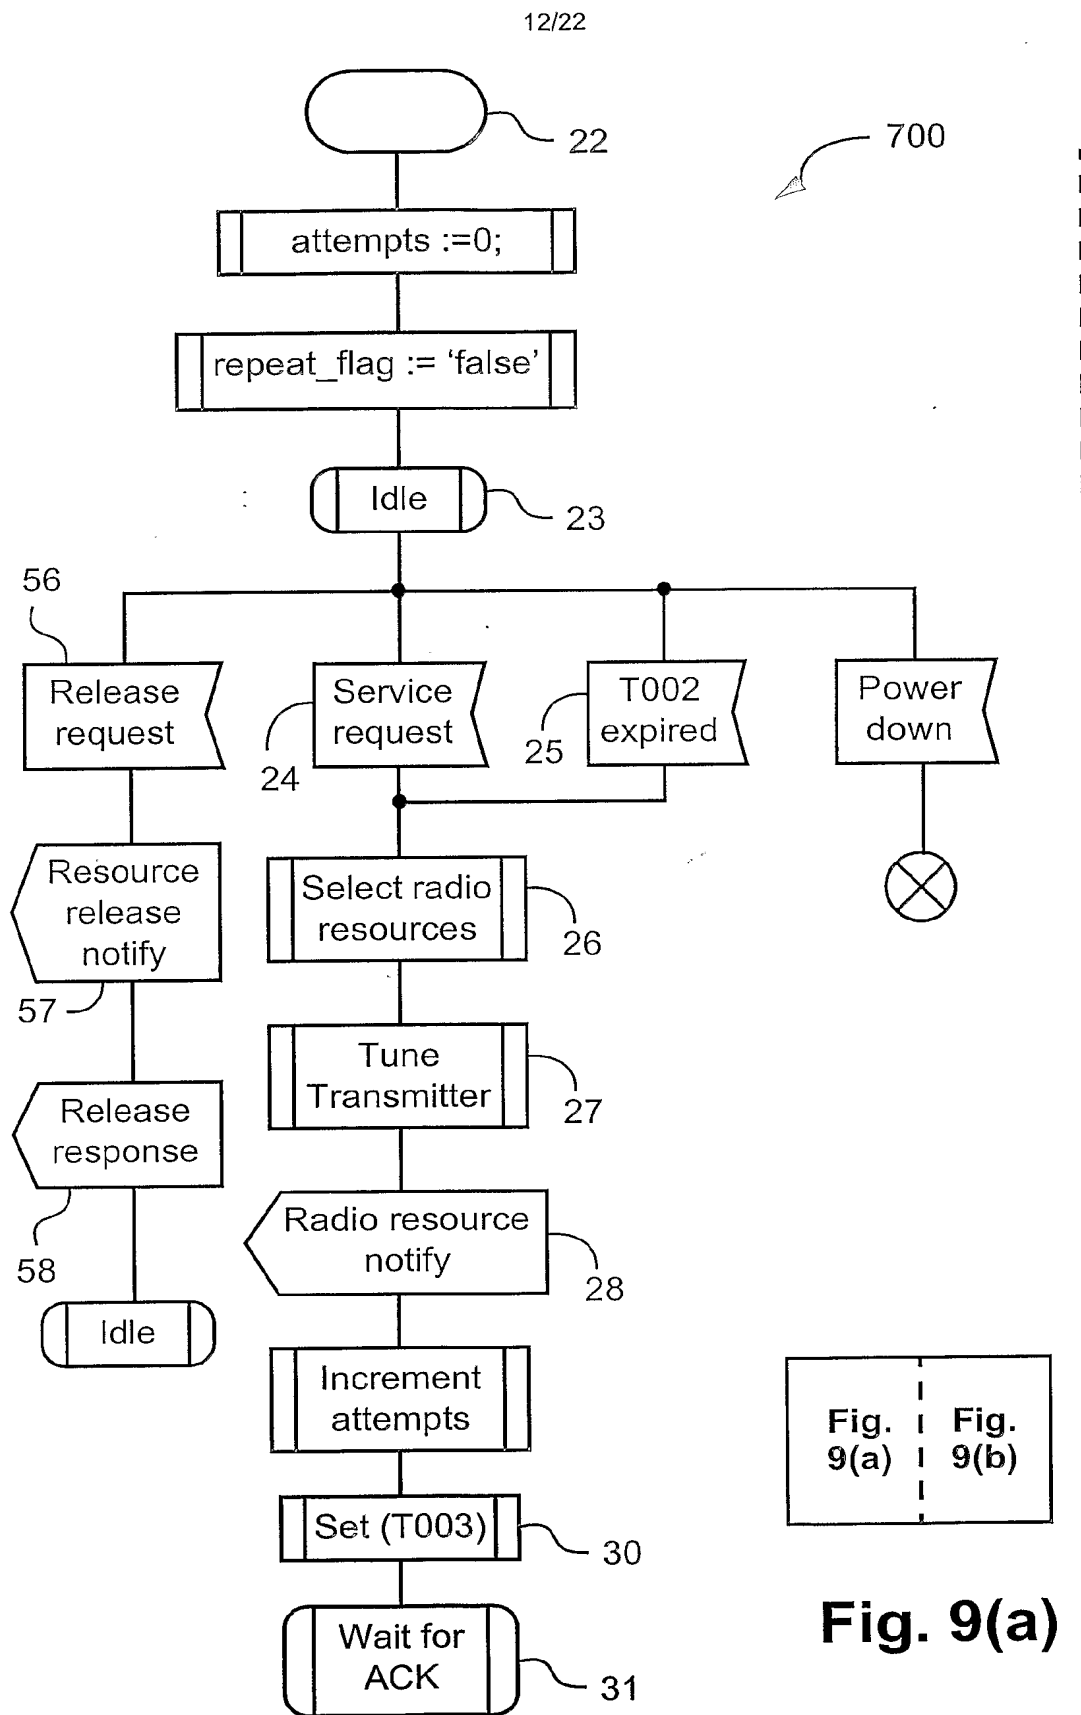 12/22
22
700
attempts :=0;
repeat_flag := ‘false’
Idle
23
56
Release
request
Service
request
24
T002
expired
25
Power
down
Resource
release
notify
57
Select radio
resources
26
Tune
Transmitter
27
Release
response
58
Radio resource
notify
28
Idle
Increment
attempts
Set (T003)
30
Wait for
ACK
31
Fig.
9(a)
Fig.
9(b)
Fig. 9(a)